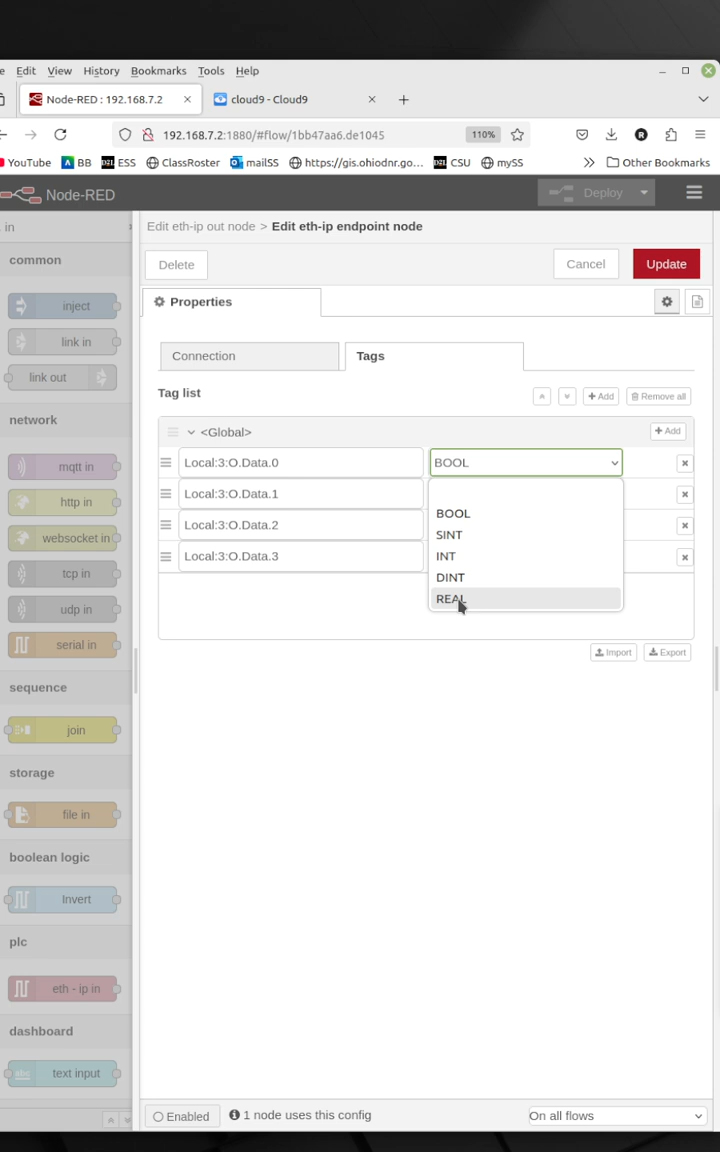 e Edit View History Bookmarks Tools Help
Node-RED : 192.168.7.2 cloud9 - Cloud9
192.168.7.2:1880/#flow/1bb47aa6.de1045 110%
YouTube BB ESS ClassRoster mailSS https://gis.ohiodnr.go… CSU mySS Other Bookmarks
Node-RED Deploy
in
common
inject
link in
link out
network
mqtt in
http in
websocket in
tcp in
udp in
serial in
sequence
join
storage
file in
boolean logic
Invert
plc
eth - ip in
dashboard
abc text input
Edit eth-ip out node > Edit eth-ip endpoint node
Delete Cancel Update
Properties
Connection Tags
Tag list Add Remove all
<Global> Add
Local:3:O.Data.0 BOOL
Local:3:O.Data.1
Local:3:O.Data.2
Local:3:O.Data.3
BOOL
SINT
INT
DINT
REAL
Import Export
Enabled 1 node uses this config On all flows